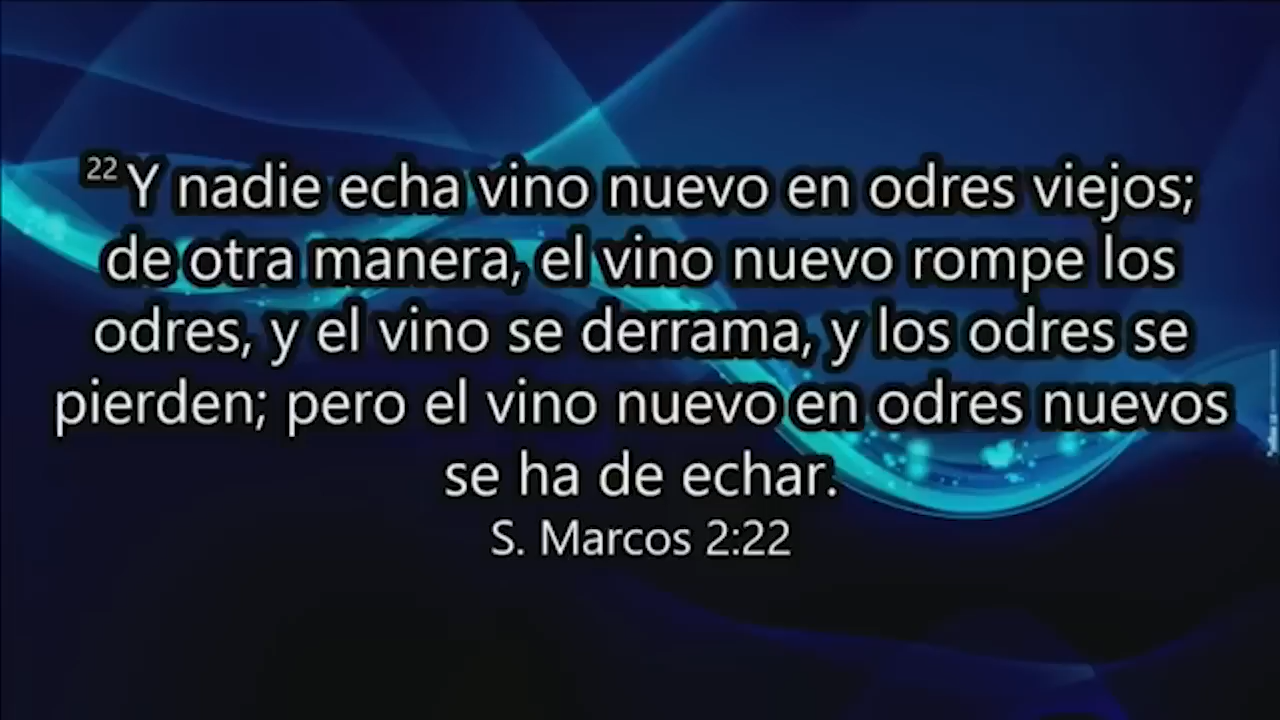 22 Y nadie echa vino nuevo en odres viejos;
de otra manera, el vino nuevo rompe los
odres, y el vino se derrama, y los odres se
pierden; pero el vino nuevo en odres nuevos
se ha de echar.
S. Marcos 2:22